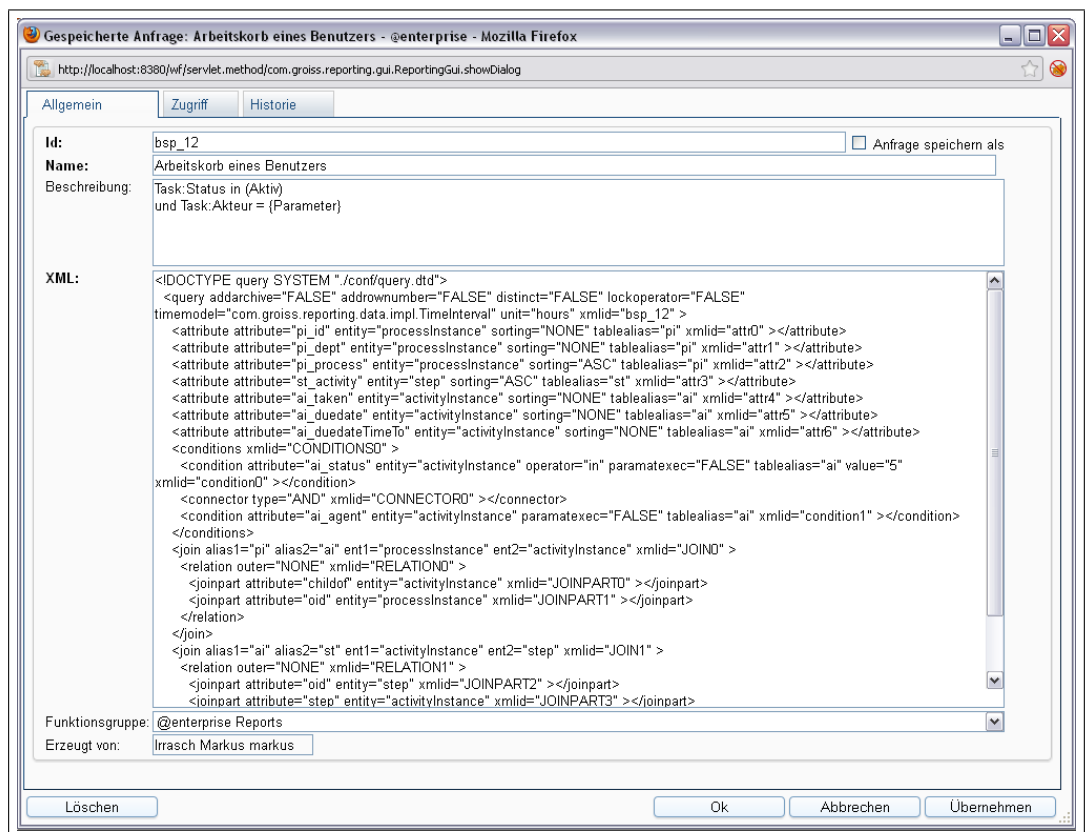 Gespeicherte Anfrage: Arbeitskorb eines Benutzers - @enterprise - Mozilla Firefox
http://localhost:8380/wf/servlet.method/com.groiss.reporting.gui.ReportingGui.showDialog
Allgemein Zugriff Historie
Id: bsp_12 Anfrage speichern als
Name: Arbeitskorb eines Benutzers
Beschreibung: Task:Status in (Aktiv)
und Task:Akteur = {Parameter}
XML: <!DOCTYPE query SYSTEM "./conf/query.dtd">
<query addarchive="FALSE" addrownumber="FALSE" distinct="FALSE" lockoperator="FALSE"
timemodel="com.groiss.reporting.data.impl.TimeInterval" unit="hours" xmlid="bsp_12" >
<attribute attribute="pi_id" entity="processInstance" sorting="NONE" tablealias="pi" xmlid="attr0" ></attribute>
<attribute attribute="pi_dept" entity="processInstance" sorting="NONE" tablealias="pi" xmlid="attr1" ></attribute>
<attribute attribute="pi_process" entity="processInstance" sorting="ASC" tablealias="pi" xmlid="attr2" ></attribute>
<attribute attribute="st_activity" entity="step" sorting="ASC" tablealias="st" xmlid="attr3" ></attribute>
<attribute attribute="ai_taken" entity="activityInstance" sorting="NONE" tablealias="ai" xmlid="attr4" ></attribute>
<attribute attribute="ai_duedate" entity="activityInstance" sorting="NONE" tablealias="ai" xmlid="attr5" ></attribute>
<attribute attribute="ai_duedateTimeTo" entity="activityInstance" sorting="NONE" tablealias="ai" xmlid="attr6" ></attribute>
<conditions xmlid="CONDITIONS0" >
<condition attribute="ai_status" entity="activityInstance" operator="in" paramatexec="FALSE" tablealias="ai" value="5"
xmlid="condition0" ></condition>
<connector type="AND" xmlid="CONNECTOR0" ></connector>
<condition attribute="ai_agent" entity="activityInstance" paramatexec="FALSE" tablealias="ai" xmlid="condition1" ></condition>
</conditions>
<join alias1="pi" alias2="ai" ent1="processInstance" ent2="activityInstance" xmlid="JOIN0" >
<relation outer="NONE" xmlid="RELATION0" >
<joinpart attribute="childof" entity="activityInstance" xmlid="JOINPART0" ></joinpart>
<joinpart attribute="oid" entity="processInstance" xmlid="JOINPART1" ></joinpart>
</relation>
</join>
<join alias1="ai" alias2="st" ent1="activityInstance" ent2="step" xmlid="JOIN1" >
<relation outer="NONE" xmlid="RELATION1" >
<joinpart attribute="oid" entity="step" xmlid="JOINPART2" ></joinpart>
<joinpart attribute="step" entity="activityInstance" xmlid="JOINPART3" ></joinpart>
Funktionsgruppe: @enterprise Reports
Erzeugt von: Irrasch Markus markus
Löschen Ok Abbrechen Übernehmen